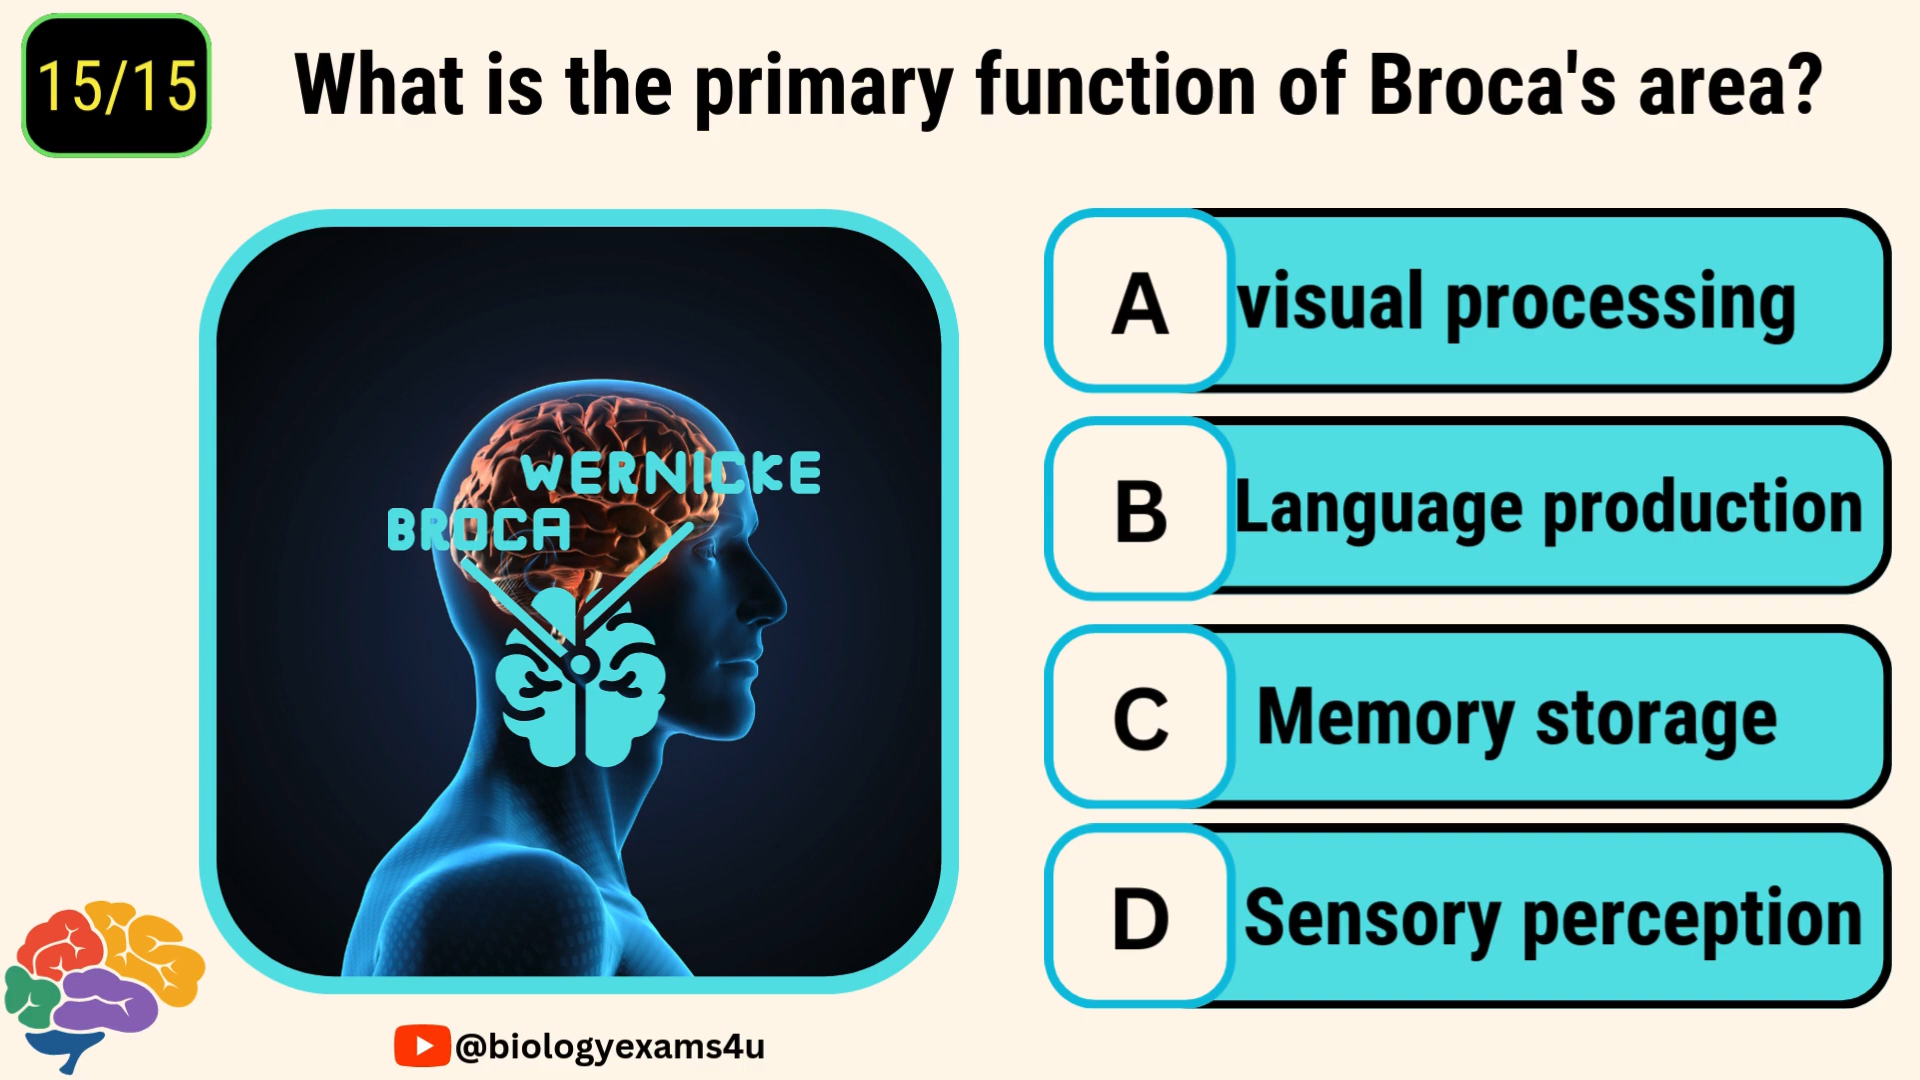 15/15
What is the primary function of Broca's area?
WERNICKE
BROCA
A
visual processing
B
Language production
C
Memory storage
D
Sensory perception
@biologyexams4u